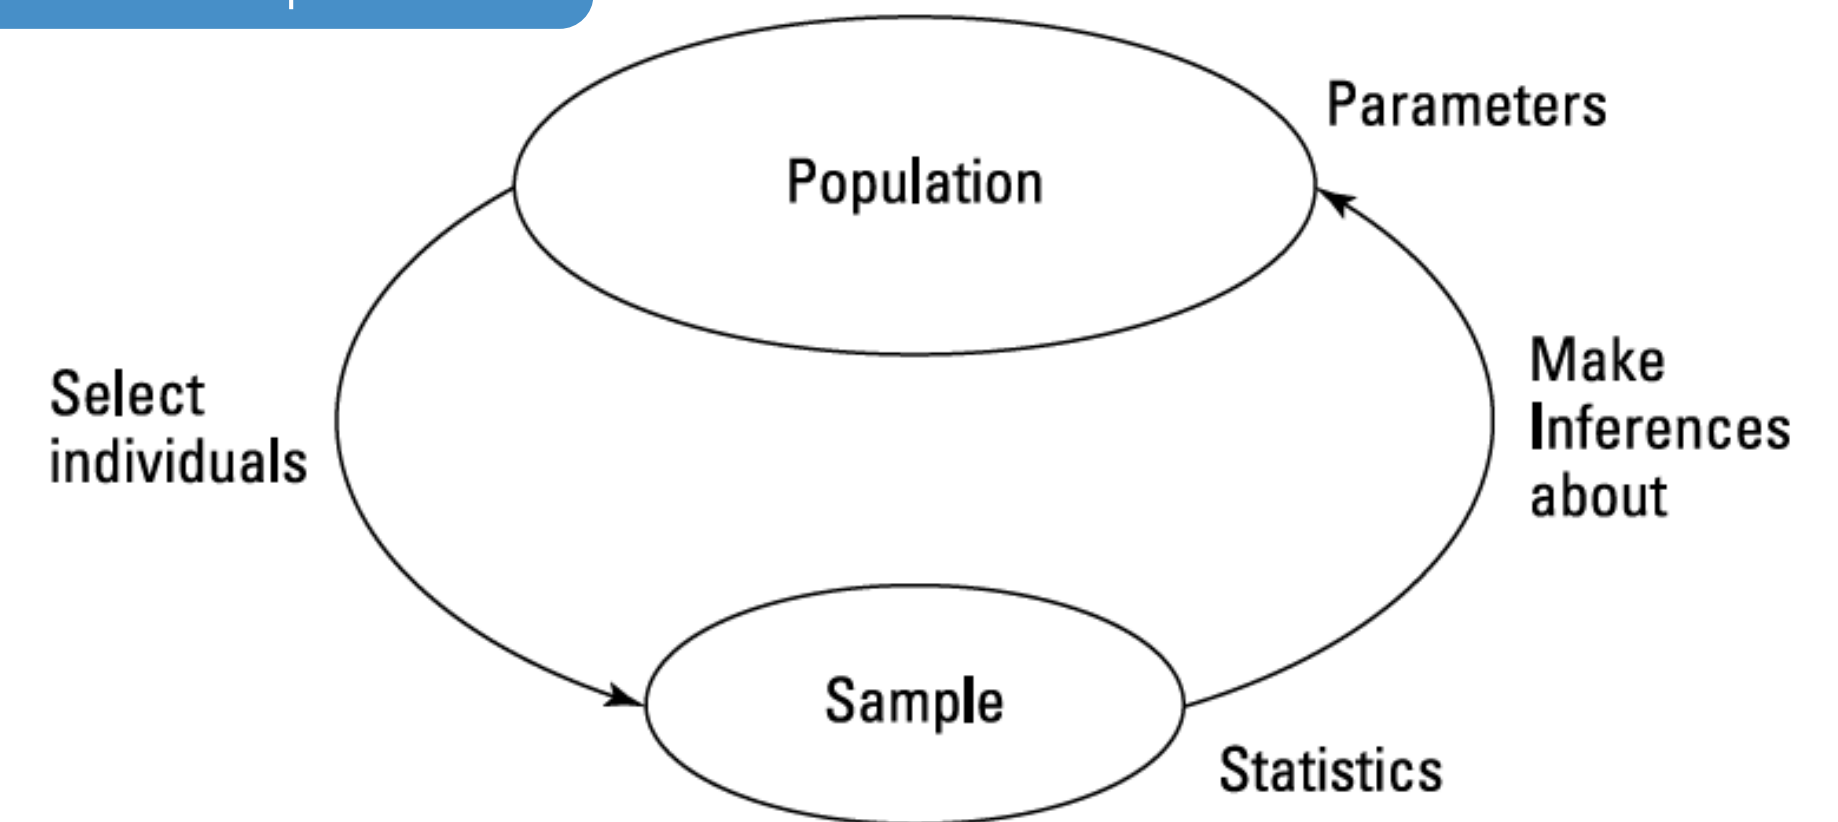 Parameters
Population
Select
individuals
Make
Inferences
about
Sample
Statistics